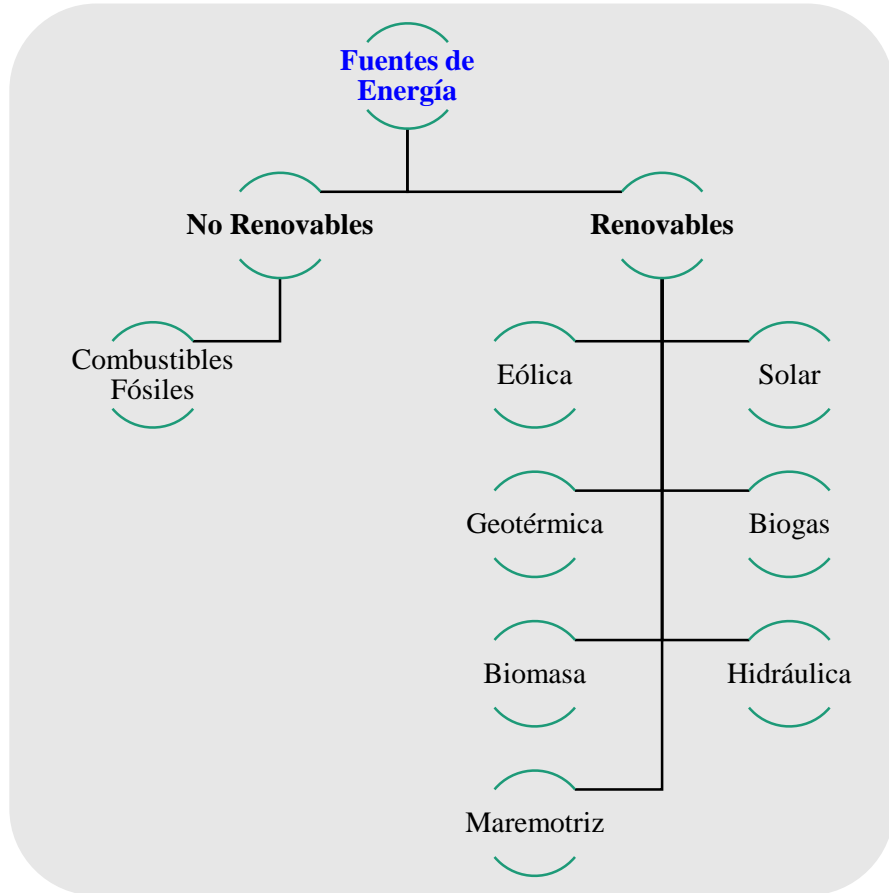 Fuentes de
Energía
No Renovables
Renovables
Combustibles
Fósiles
Eólica
Solar
Geotérmica
Biogas
Biomasa
Hidráulica
Maremotriz